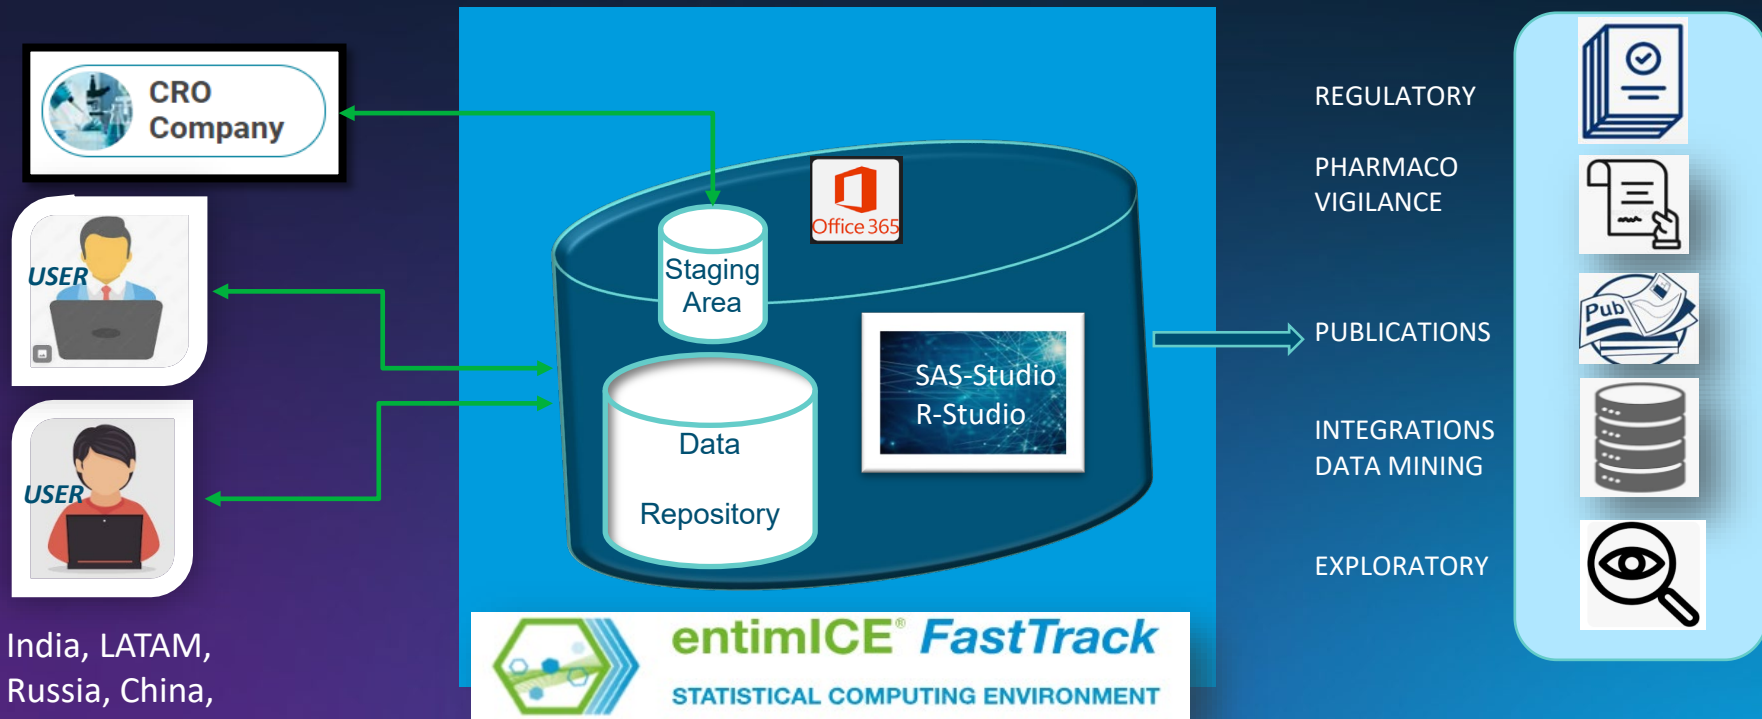 CRO
Company
USER
USER
India, LATAM,
Russia, China,
Office 365
Staging
Area
Data
Repository
SAS-Studio
R-Studio
entimICE® FastTrack
STATISTICAL COMPUTING ENVIRONMENT
REGULATORY
PHARMACO
VIGILANCE
PUBLICATIONS
INTEGRATIONS
DATA MINING
EXPLORATORY
Pub